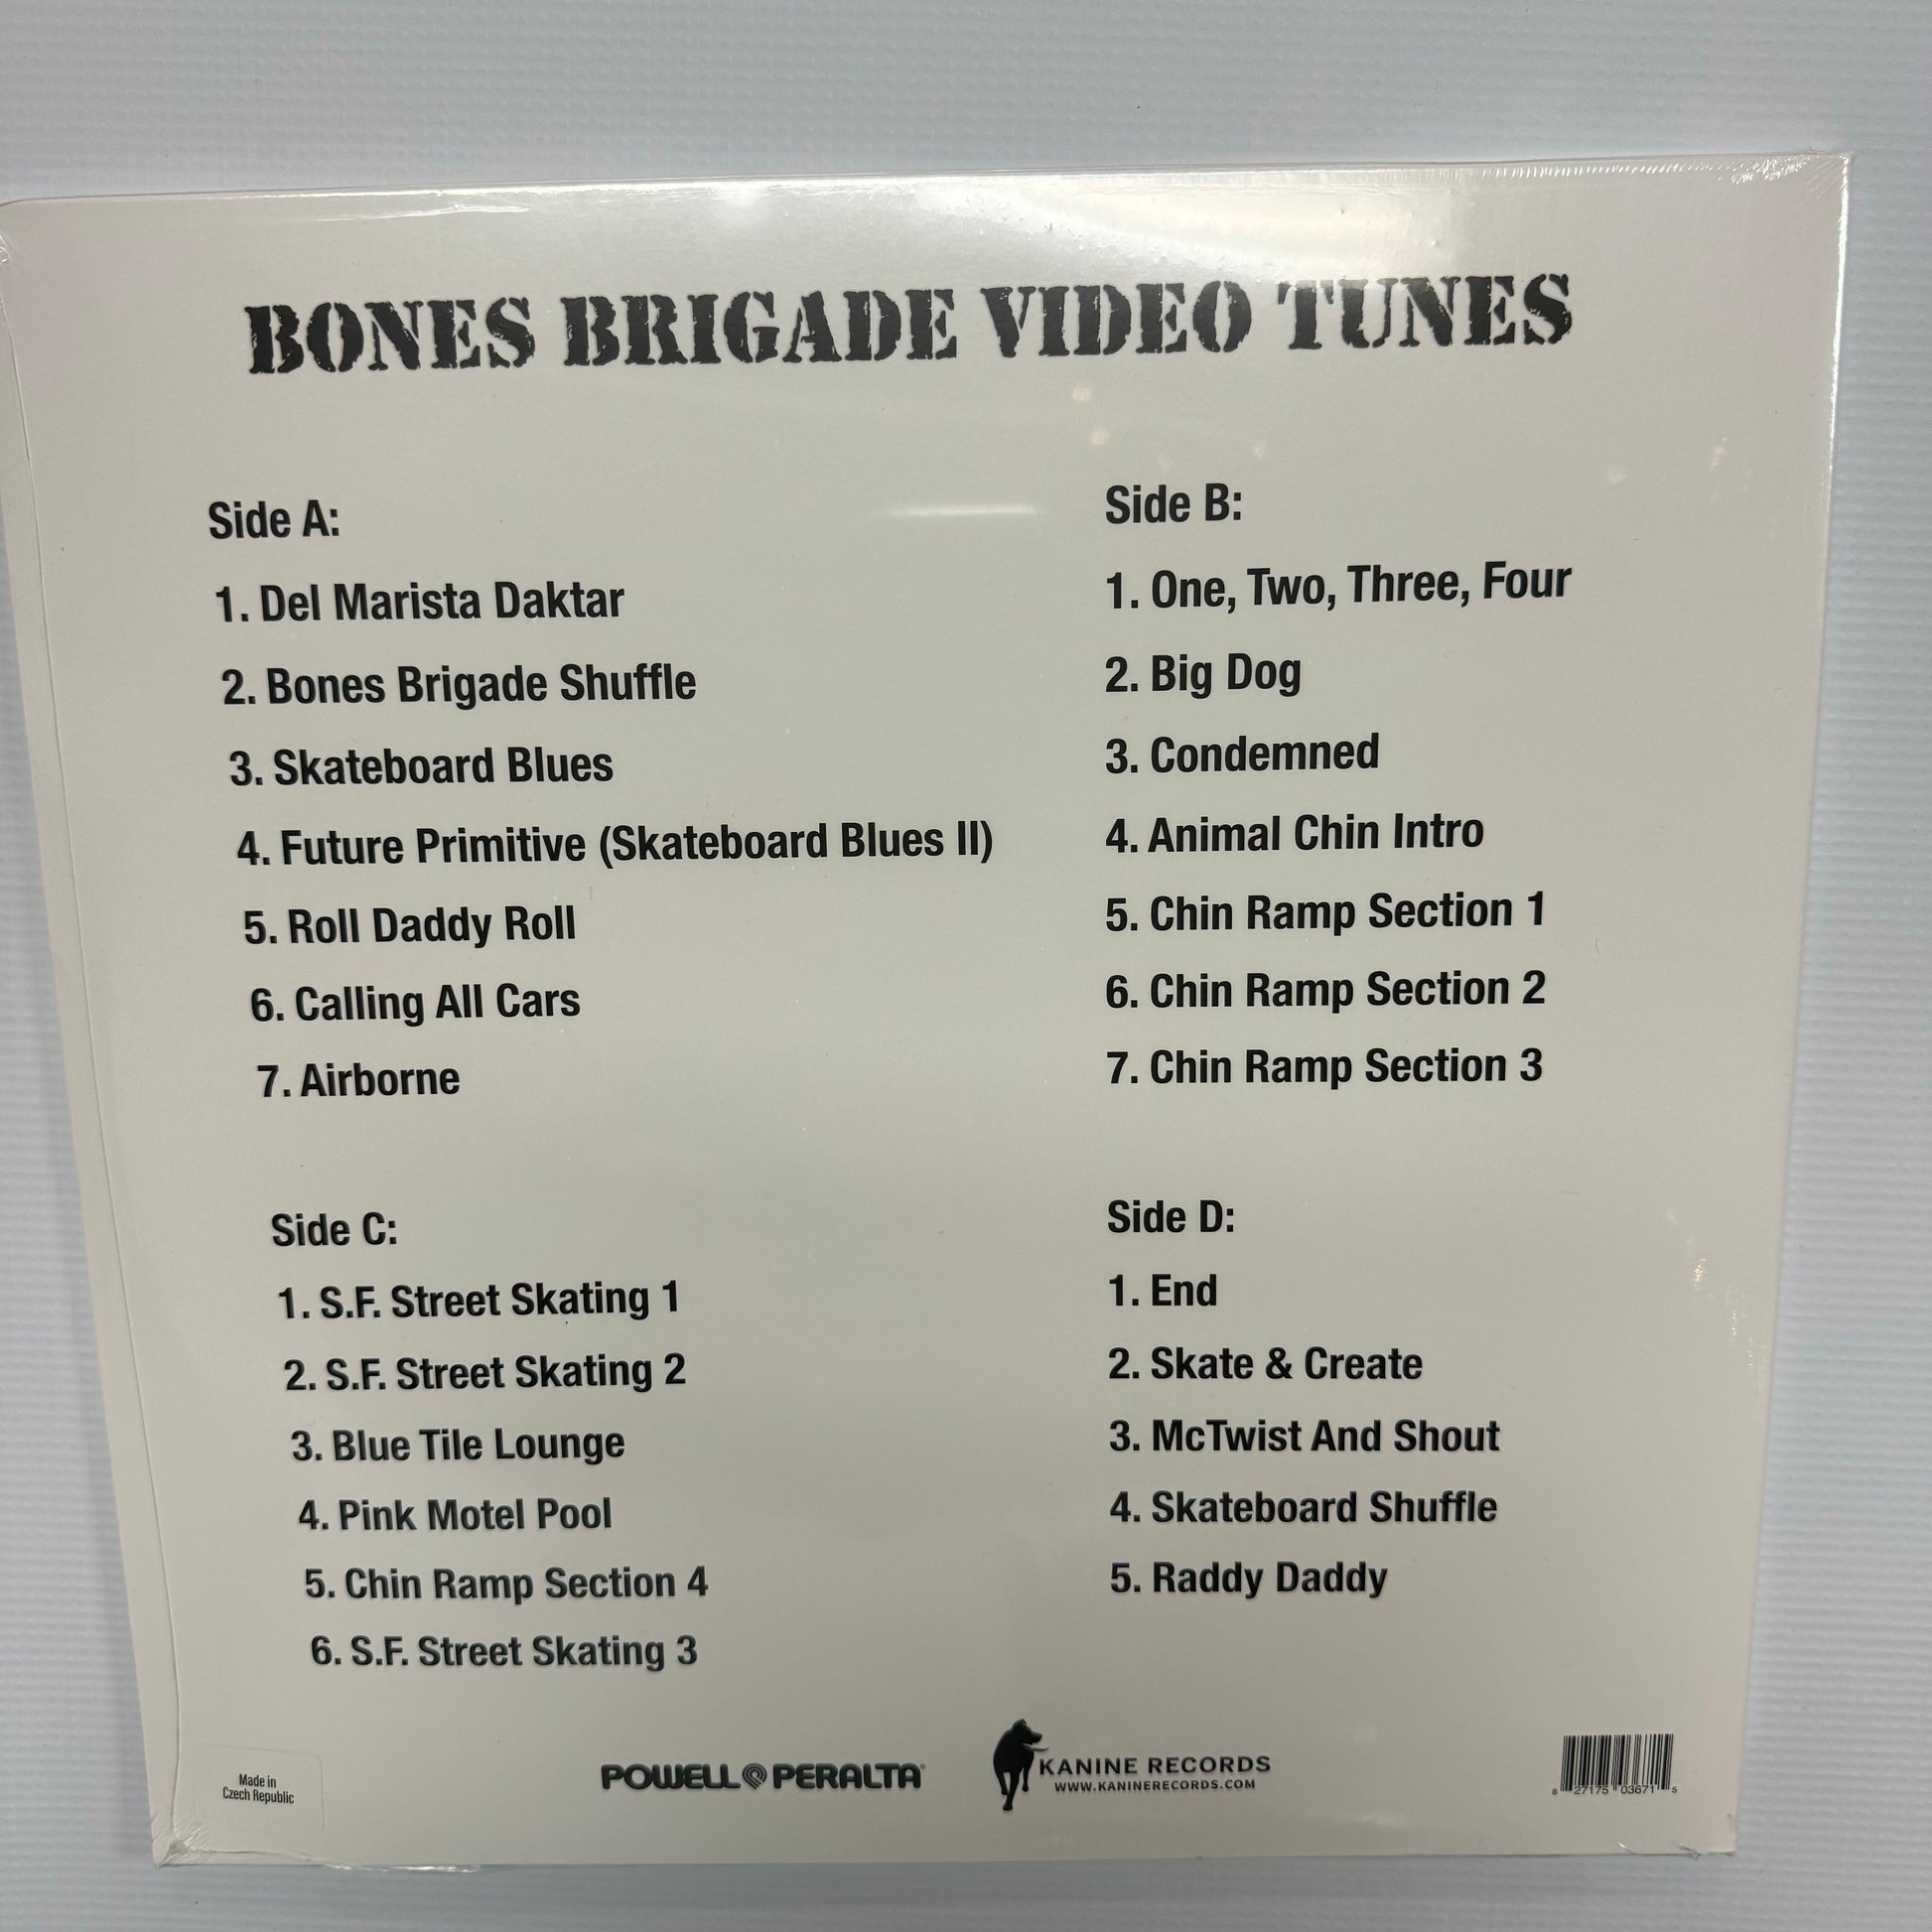 BONES BRIGADE VIDEO TUNES
Side A:
1. Del Marista Daktar
2. Bones Brigade Shuffle
3. Skateboard Blues
4. Future Primitive (Skateboard Blues II)
5. Roll Daddy Roll
6. Calling All Cars
7. Airborne
Side B:
1. One, Two, Three, Four
2. Big Dog
3. Condemned
4. Animal Chin Intro
5. Chin Ramp Section 1
6. Chin Ramp Section 2
7. Chin Ramp Section 3
Side C:
1. S.F. Street Skating 1
2. S.F. Street Skating 2
3. Blue Tile Lounge
4. Pink Motel Pool
5. Chin Ramp Section 4
6. S.F. Street Skating 3
Side D:
1. End
2. Skate & Create
3. McTwist And Shout
4. Skateboard Shuffle
5. Raddy Daddy
Made in
Czech Republic
POWELL PERALTA
KANINE RECORDS
WWW.KANINERECORDS.COM
8 27175 03671 5